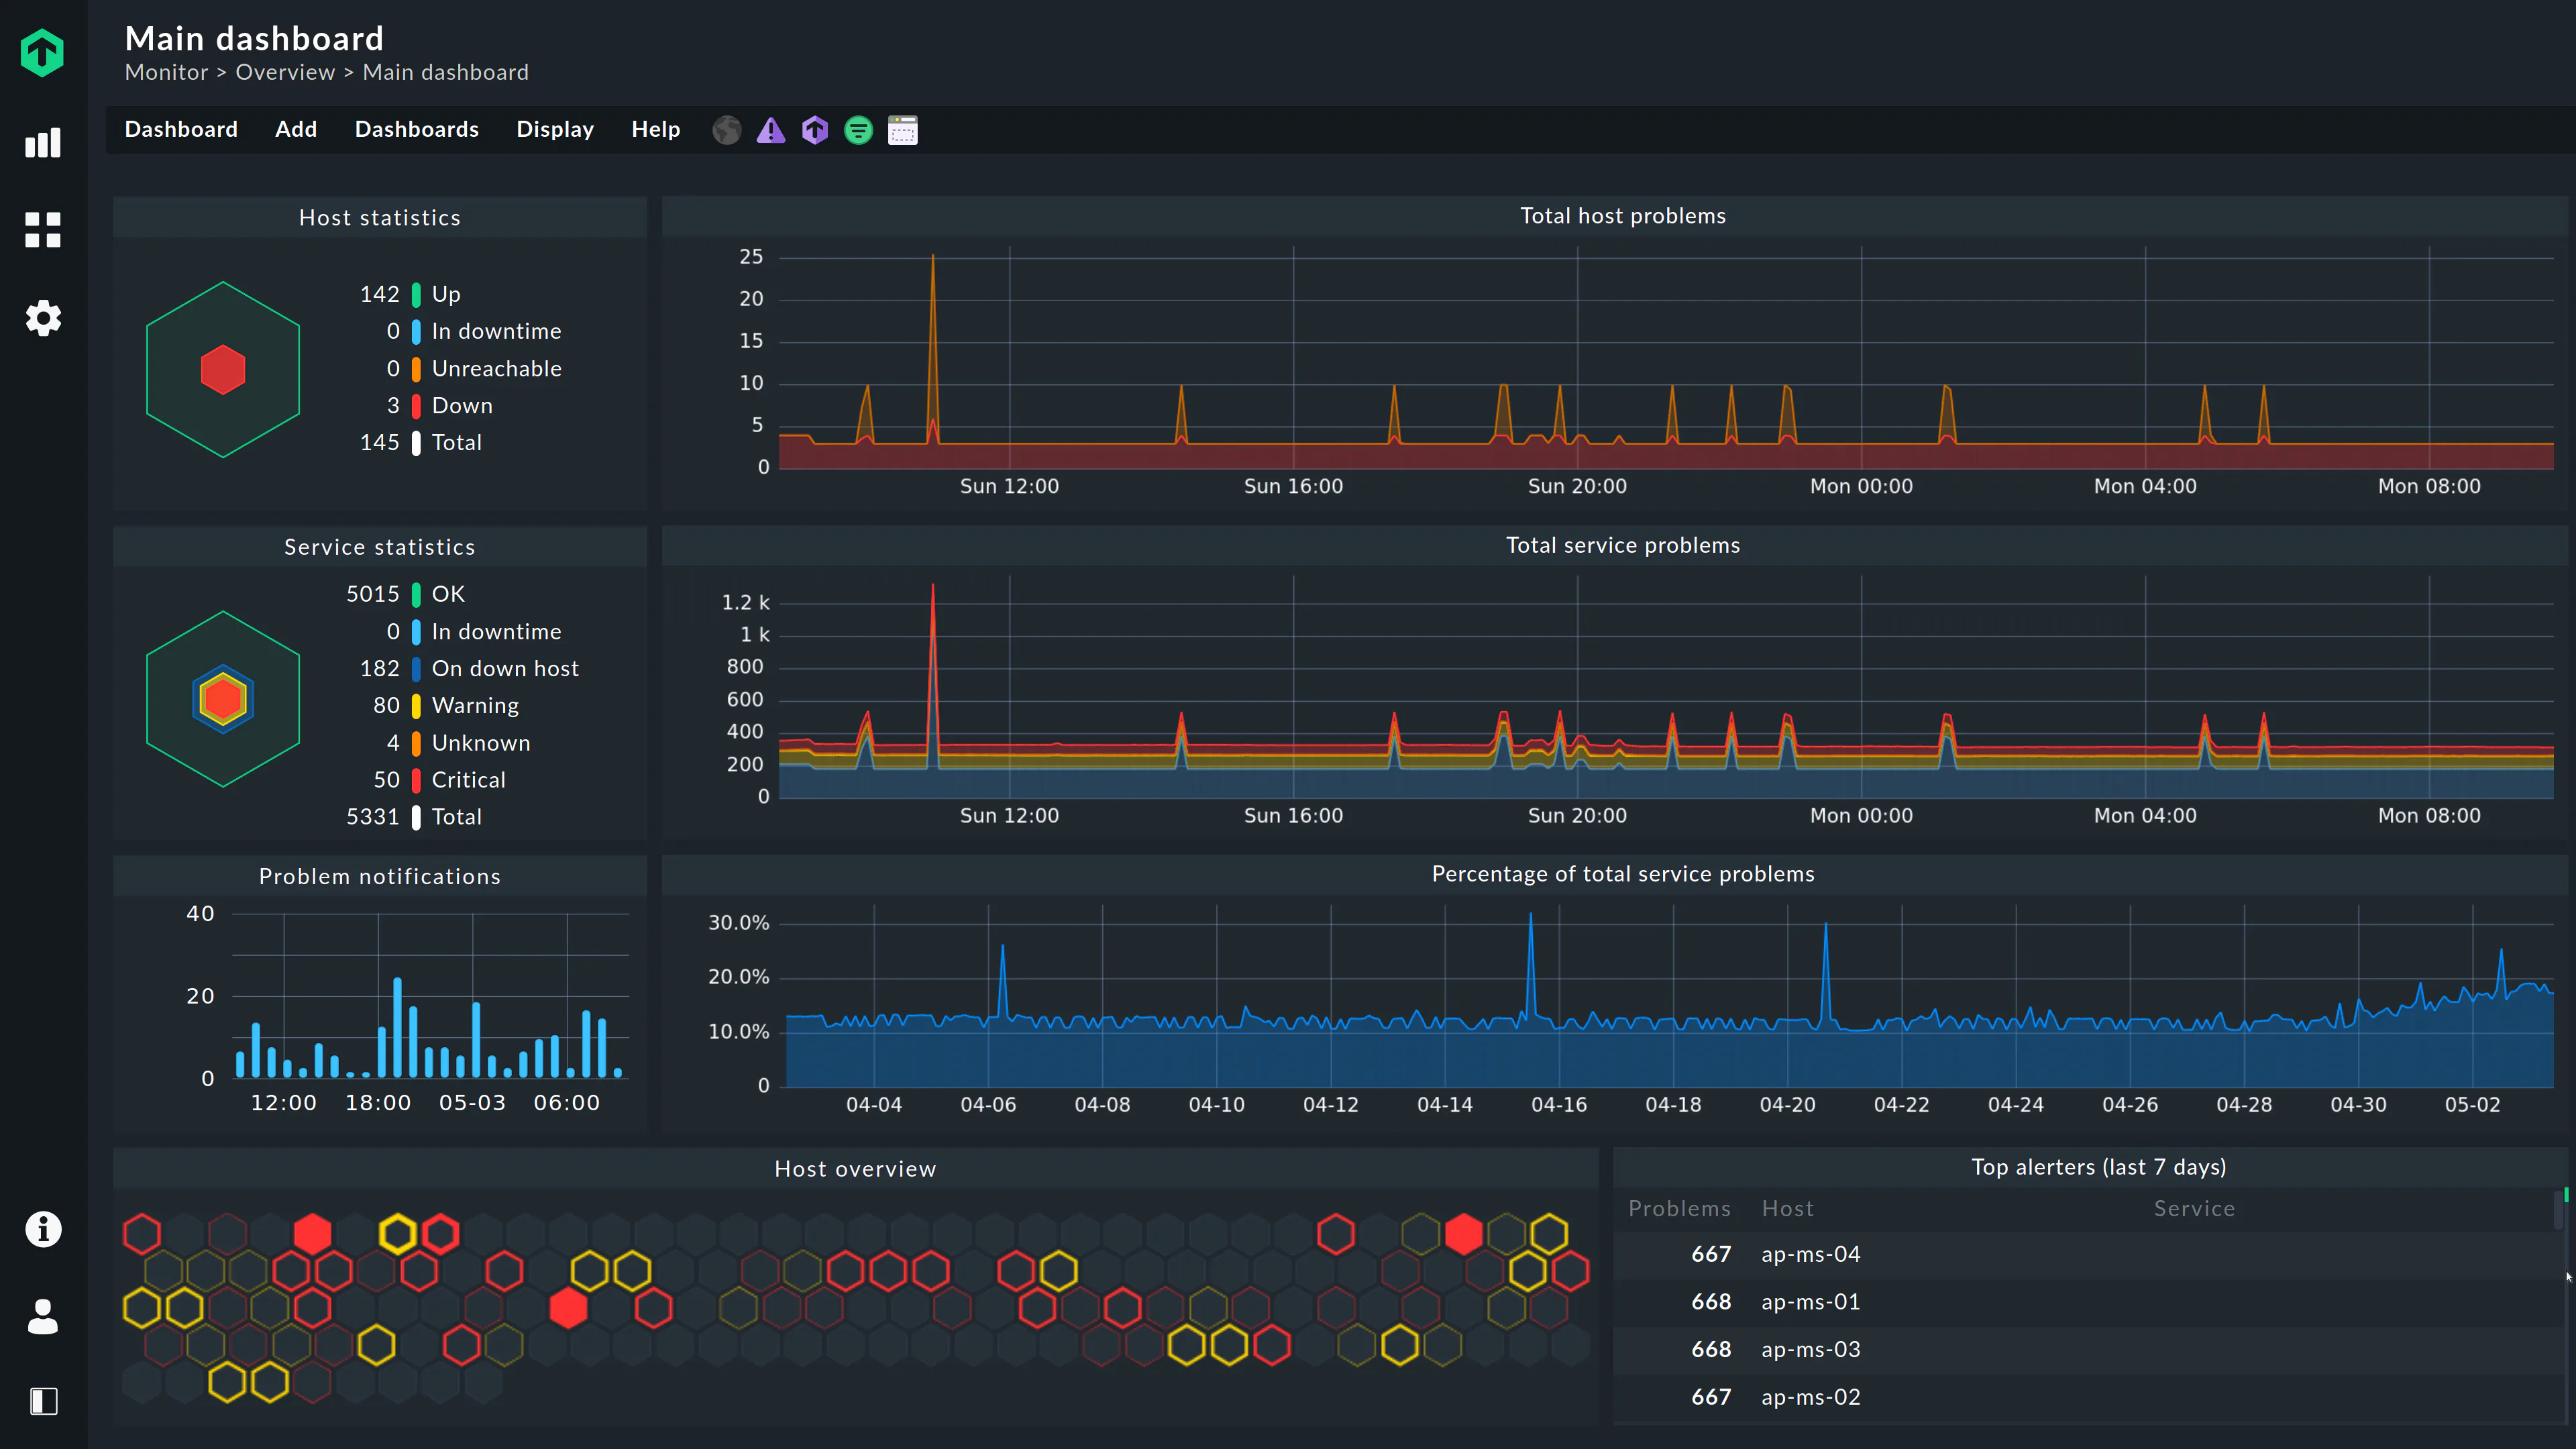 Main dashboard
Monitor > Overview > Main dashboard
Dashboard Add Dashboards Display Help
Host statistics
142 Up
0 In downtime
0 Unreachable
3 Down
145 Total
Total host problems
25
20
15
10
5
0
Sun 12:00 Sun 16:00 Sun 20:00 Mon 00:00 Mon 04:00 Mon 08:00
Service statistics
5015 OK
0 In downtime
182 On down host
80 Warning
4 Unknown
50 Critical
5331 Total
Total service problems
1.2 k
1 k
800
600
400
200
0
Sun 12:00 Sun 16:00 Sun 20:00 Mon 00:00 Mon 04:00 Mon 08:00
Problem notifications
40
20
0
12:00 18:00 05-03 06:00
Percentage of total service problems
30.0%
20.0%
10.0%
0
04-04 04-06 04-08 04-10 04-12 04-14 04-16 04-18 04-20 04-22 04-24 04-26 04-28 04-30 05-02
Host overview
Top alerters (last 7 days)
Problems Host Service
667 ap-ms-04
668 ap-ms-01
668 ap-ms-03
667 ap-ms-02